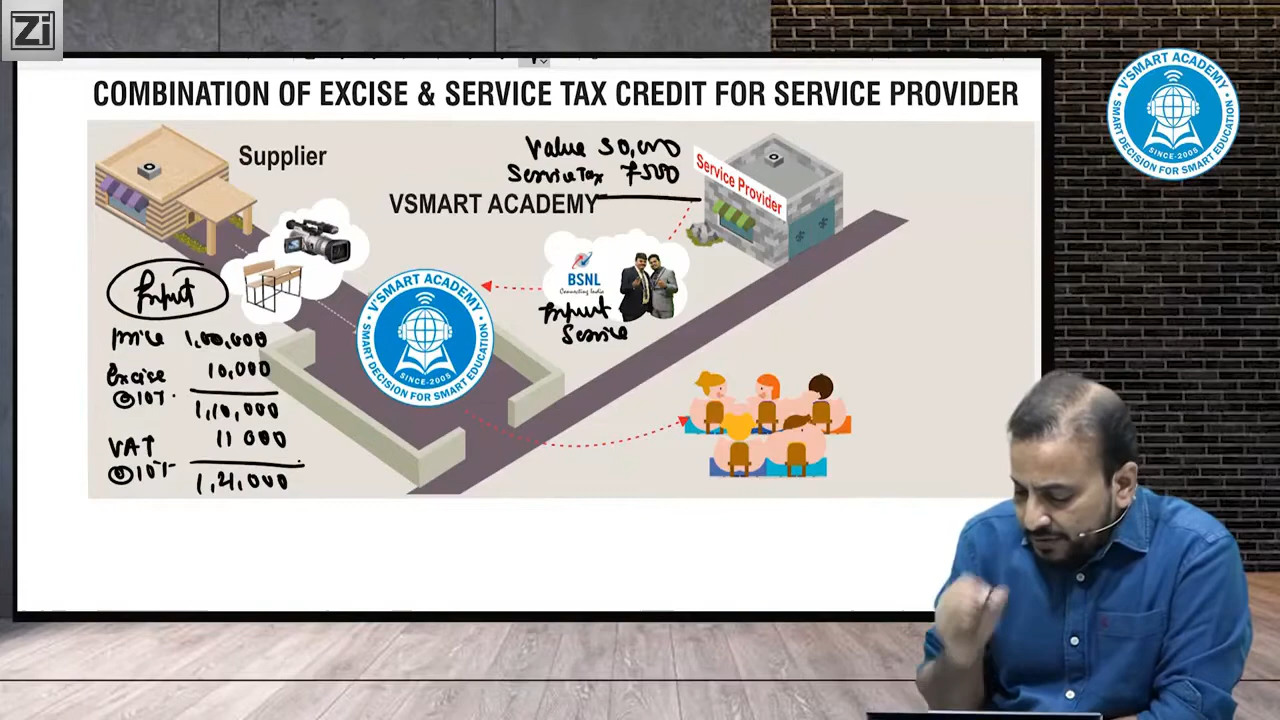 Zi
COMBINATION OF EXCISE & SERVICE TAX CREDIT FOR SERVICE PROVIDER
V'SMART ACADEMY
SMART DECISION FOR SMART EDUCATION
SINCE-2005
Supplier
Value 50,000
Service Tax 7500
VSMART ACADEMY
Service Provider
BSNL
Connecting India
Input
Service
V'SMART ACADEMY
SMART DECISION FOR SMART EDUCATION
SINCE-2005
Input
Price 1,00,000
Excise 10,000
@10%
1,10,000
VAT 11000
@10%
1,21,000